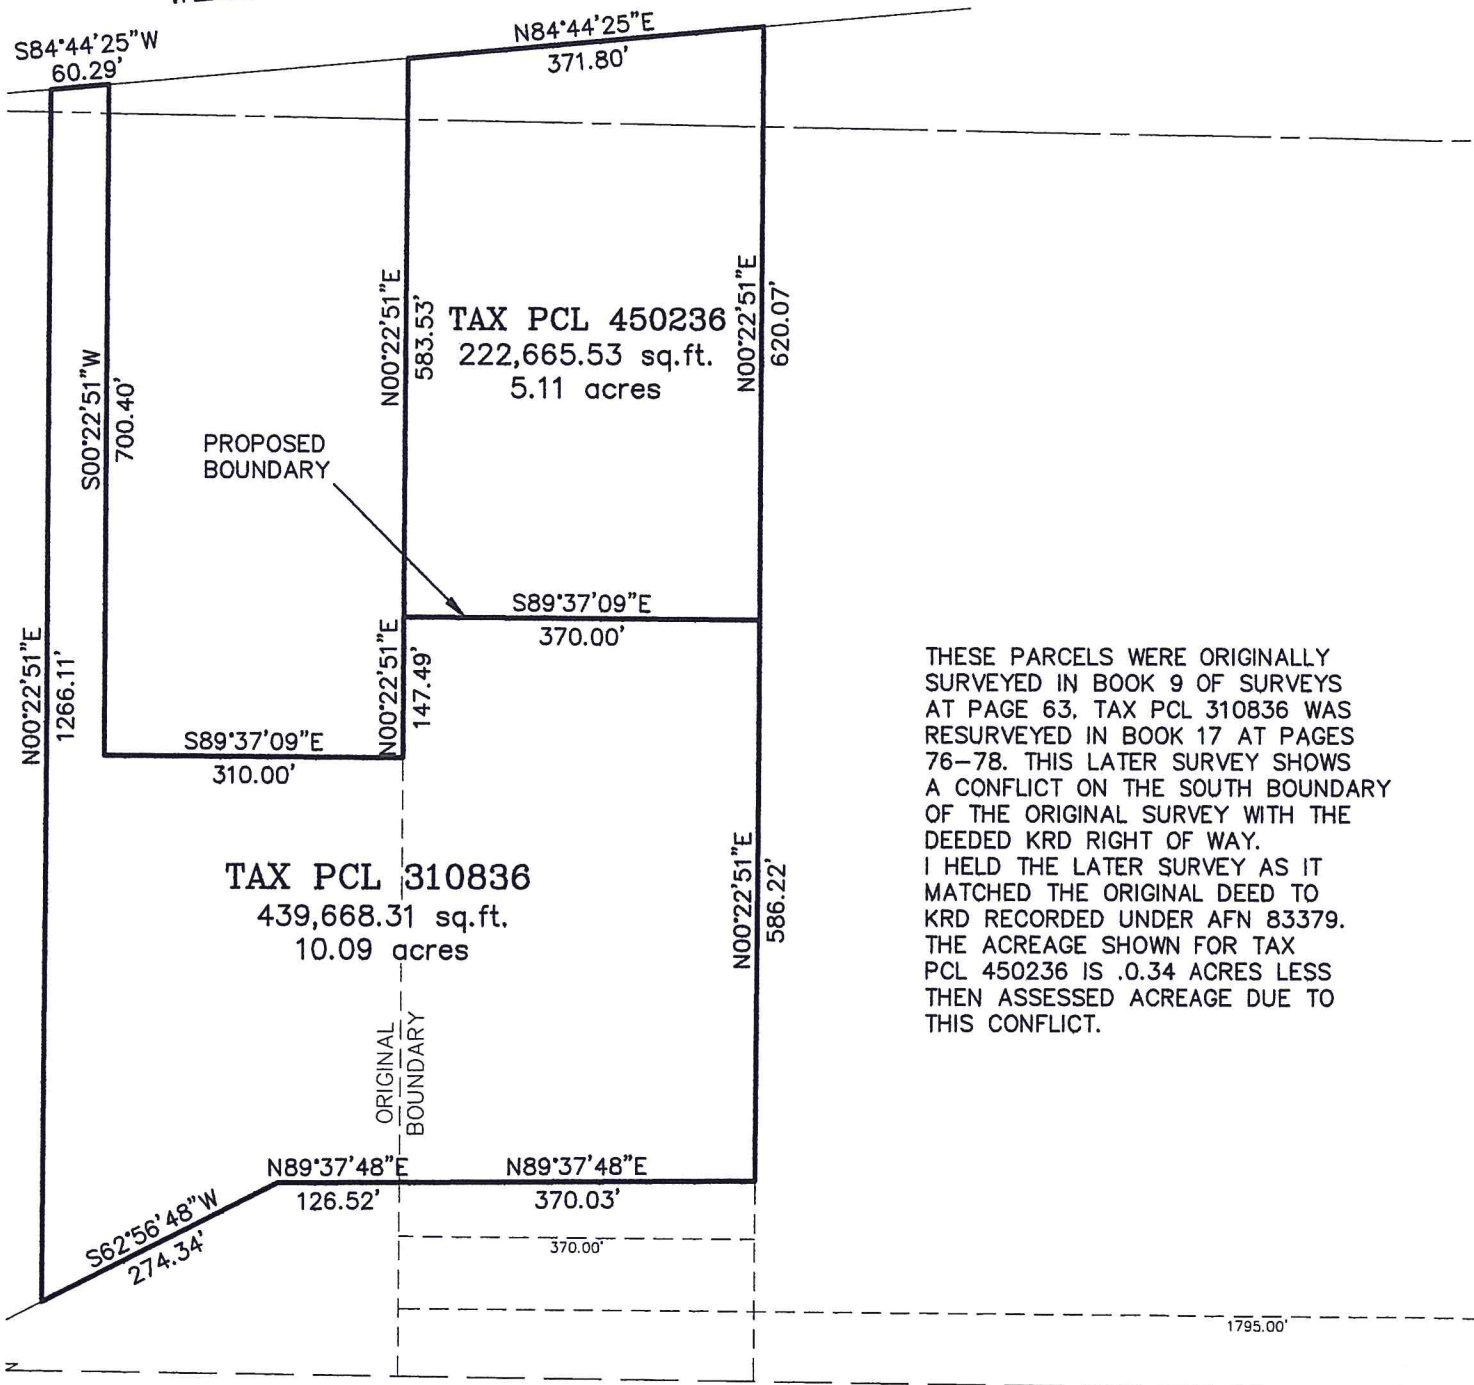 S84°44'25"W
60.29'
N84°44'25"E
371.80'
N00°22'51"E
583.53'
TAX PCL 450236
222,665.53 sq.ft.
5.11 acres
N00°22'51"E
620.07'
S00°22'51"W
700.40'
PROPOSED
BOUNDARY
S89°37'09"E
370.00'
N00°22'51"E
1266.11'
N00°22'51"E
147.49'
S89°37'09"E
310.00'
THESE PARCELS WERE ORIGINALLY
SURVEYED IN BOOK 9 OF SURVEYS
AT PAGE 63, TAX PCL 310836 WAS
RESURVEYED IN BOOK 17 AT PAGES
76-78. THIS LATER SURVEY SHOWS
A CONFLICT ON THE SOUTH BOUNDARY
OF THE ORIGINAL SURVEY WITH THE
DEEDED KRD RIGHT OF WAY.
I HELD THE LATER SURVEY AS IT
MATCHED THE ORIGINAL DEED TO
KRD RECORDED UNDER AFN 83379.
THE ACREAGE SHOWN FOR TAX
PCL 450236 IS .0.34 ACRES LESS
THEN ASSESSED ACREAGE DUE TO
THIS CONFLICT.
TAX PCL 310836
439,668.31 sq.ft.
10.09 acres
N00°22'51"E
586.22'
ORIGINAL
BOUNDARY
N89°37'48"E
126.52'
N89°37'48"E
370.03'
S62°56'48"W
274.34'
370.00'
1795.00'
Z